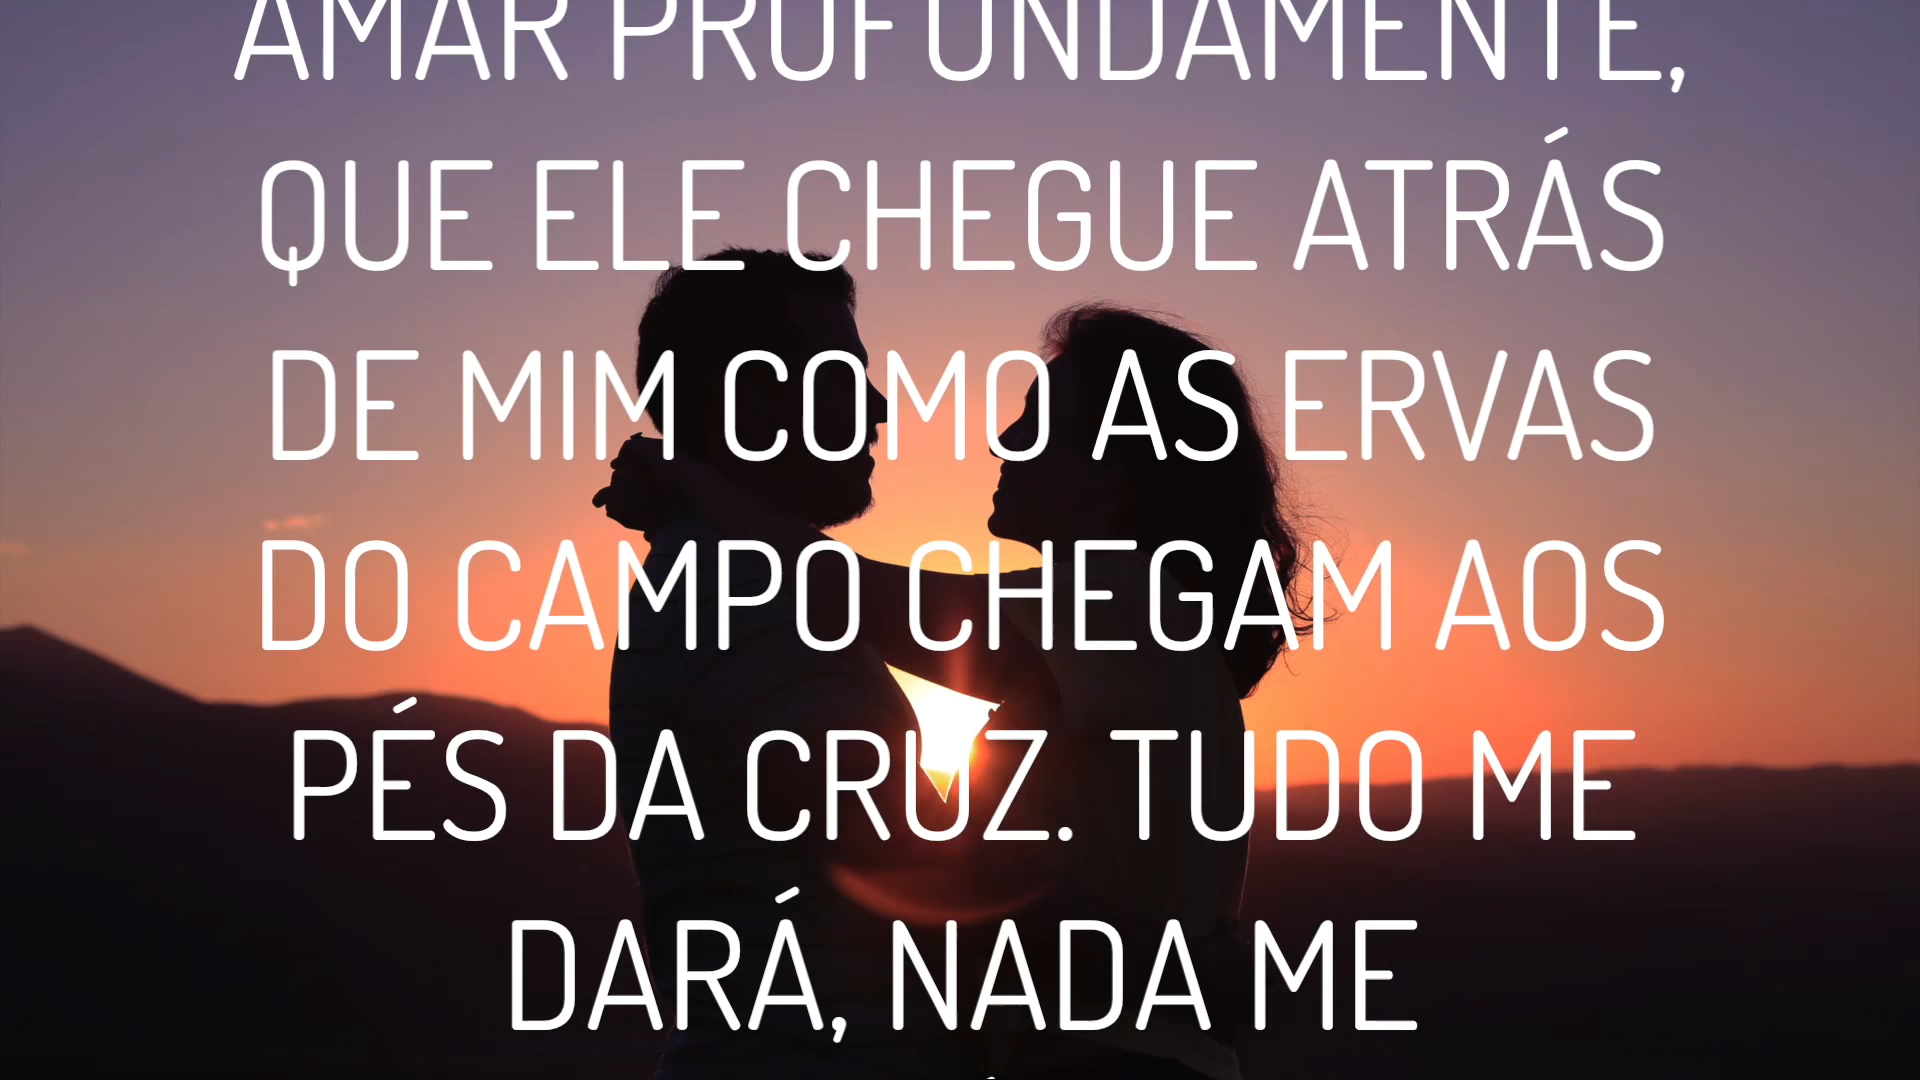 AMAR PROFUNDAMENTE,
QUE ELE CHEGUE ATRÁS
DE MIM COMO AS ERVAS
DO CAMPO CHEGAM AOS
PÉS DA CRUZ. TUDO ME
DARÁ, NADA ME